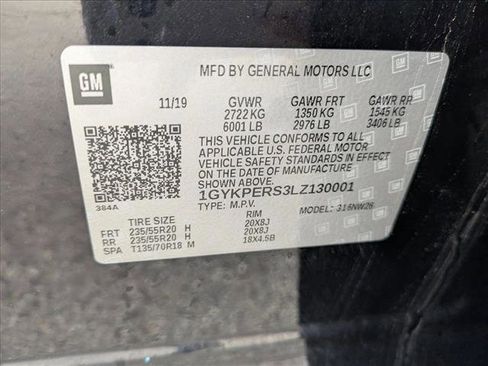 GM
MFD BY GENERAL MOTORS LLC
11/19 GVWR GAWR FRT GAWR RR
2722 KG 1350 KG 1545 KG
6001 LB 2976 LB 3406 LB
THIS VEHICLE CONFORMS TO ALL
APPLICABLE U.S. FEDERAL MOTOR
VEHICLE SAFETY STANDARDS IN EFFECT
ON THE DATE OF MANUFACTURE SHOWN ABOVE.
1GYKPERS3LZ130001
384A
TYPE: M.P.V. MODEL: 316NW26
TIRE SIZE RIM
FRT 235/55R20 H 20X8J
RR 235/55R20 H 20X8J
SPA T135/70R18 M 18X4.5B